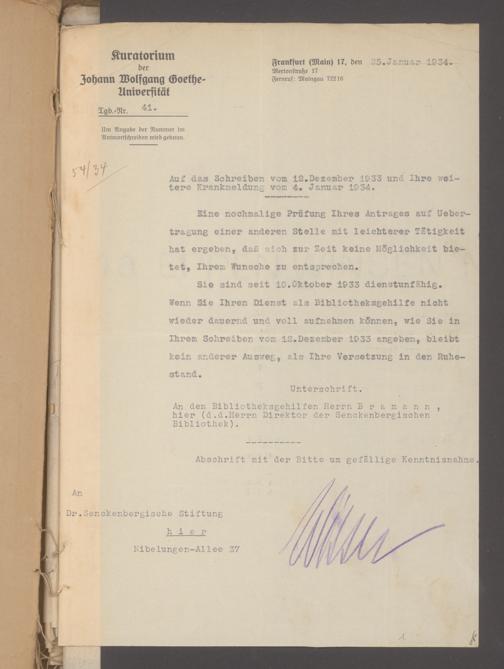 Kuratorium
der
Johann Wolfgang Goethe-
Universität
Tgb.-Nr. 41.
Um Angabe der Nummer im
Antwortschreiben wird gebeten.
54/34
Frankfurt (Main) 17, den 25.Januar 1934.
Mertonstraße 17
Fernruf: Maingau 72216
Auf das Schreiben vom 12.Dezember 1933 und Ihre wei-
tere Krankmeldung vom 4. Januar 1934.
Eine nochmalige Prüfung Ihres Antrages auf Ueber-
tragung einer anderen Stelle mit leichterer Tätigkeit
hat ergeben, daß sich zur Zeit keine Möglichkeit bie-
tet, Ihrem Wunsche zu entsprechen.
Sie sind seit 10.Oktober 1933 dienstunfähig.
Wenn Sie Ihren Dienst als Bibliotheksgehilfe nicht
wieder dauernd und voll aufnehmen können, wie Sie in
Ihrem Schreiben vom 12.Dezember 1933 angeben, bleibt
kein anderer Ausweg, als Ihre Versetzung in den Ruhe-
stand.
Unterschrift.
An den Bibliotheksgehilfen Herrn B r a m a n n ,
hier (d.d.Herrn Direktor der Senckenbergischen
Bibliothek).
Abschrift mit der Bitte um gefällige Kenntnisnahme.
An
Dr.Senckenbergische Stiftung
h i e r
Nibelungen-Allee 37